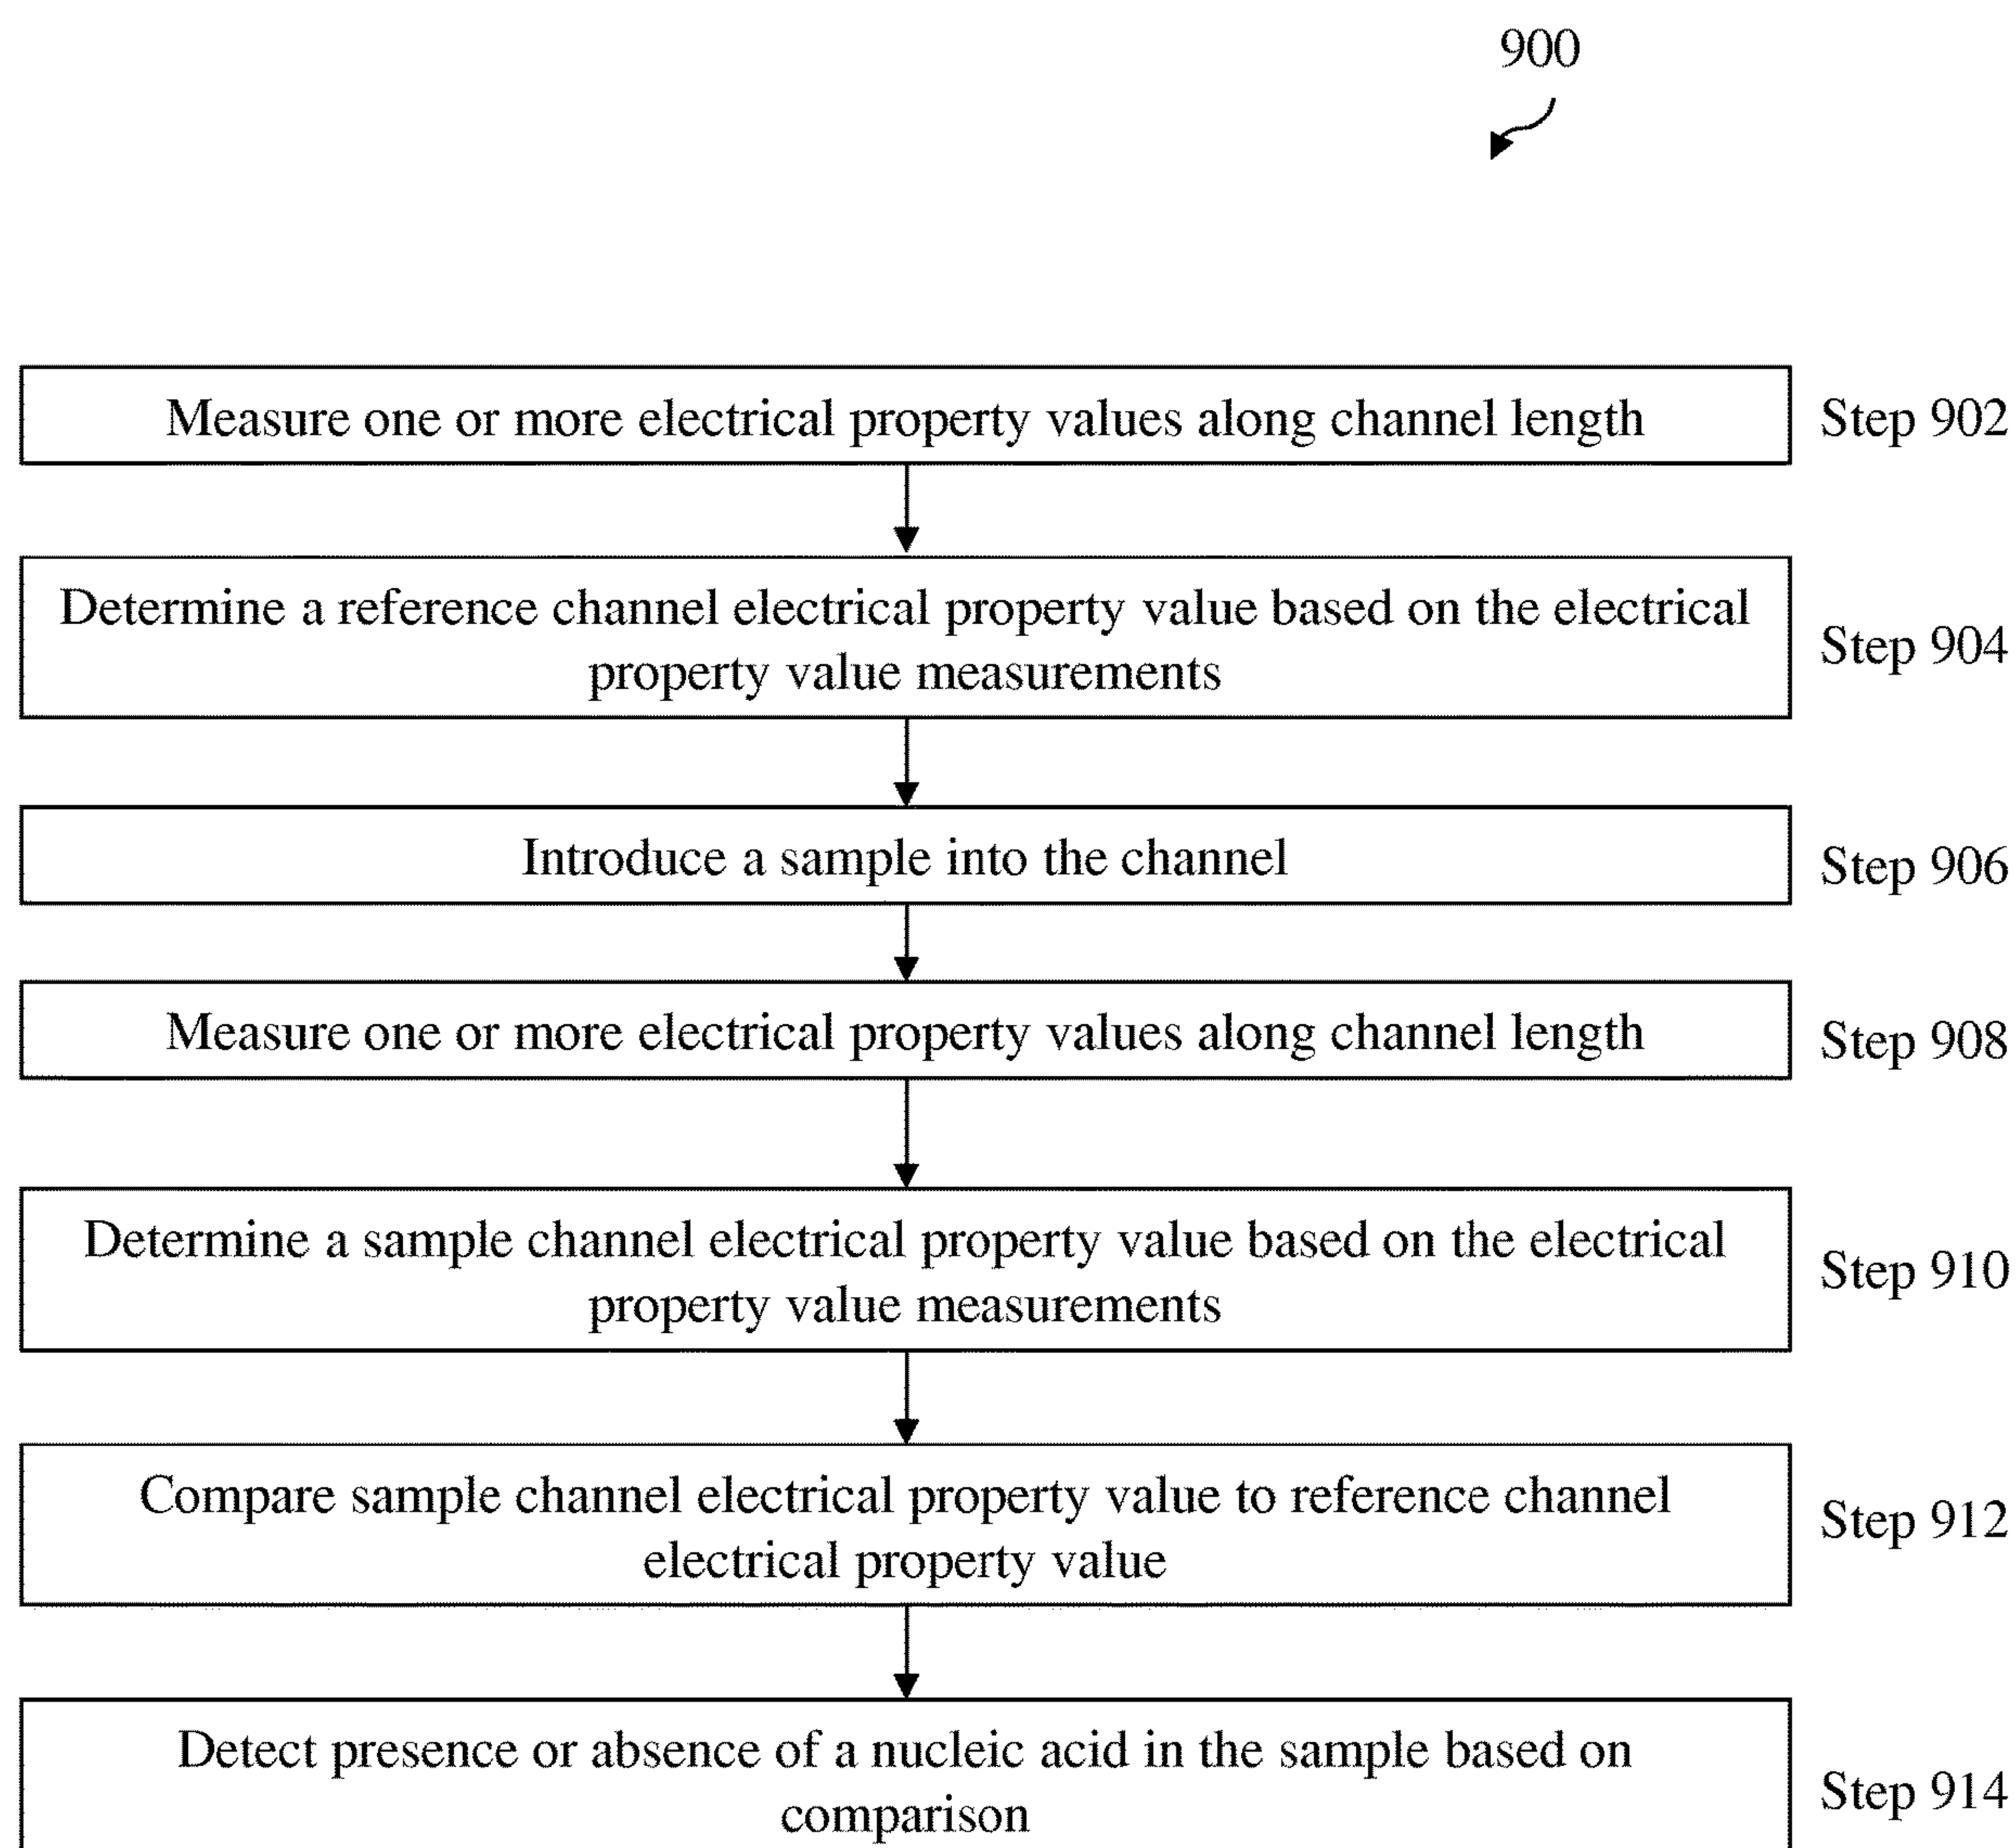 900
Measure one or more electrical property values along channel length
Step 902
Determine a reference channel electrical property value based on the electrical
property value measurements
Step 904
Introduce a sample into the channel
Step 906
Measure one or more electrical property values along channel length
Step 908
Determine a sample channel electrical property value based on the electrical
property value measurements
Step 910
Compare sample channel electrical property value to reference channel
electrical property value
Step 912
Detect presence or absence of a nucleic acid in the sample based on
comparison
Step 914